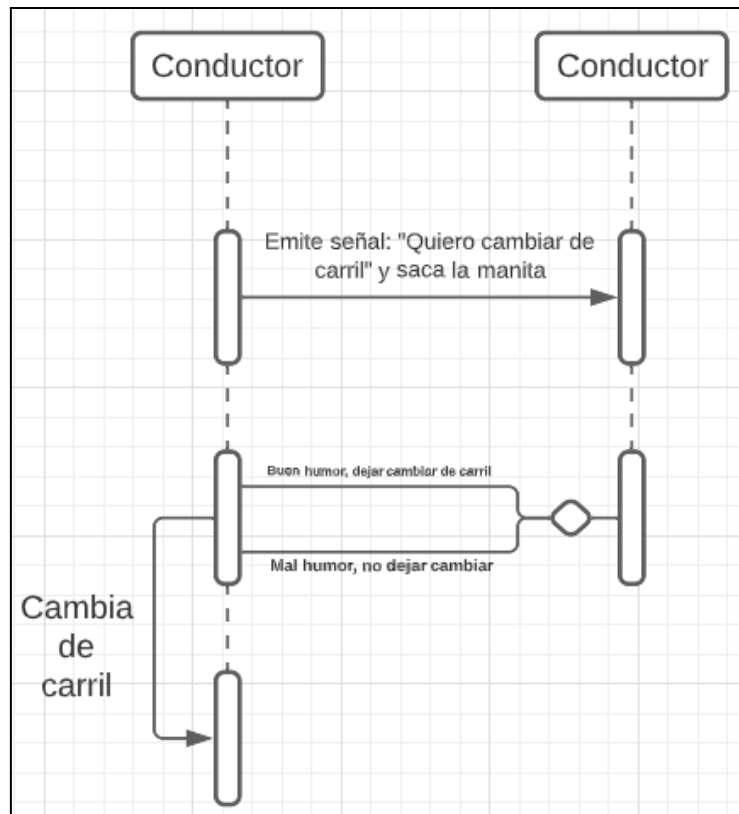 Conductor
Conductor
Emite señal: "Quiero cambiar de
carril" y saca la manita
Buen humor, dejar cambiar de carril
Mal humor, no dejar cambiar
Cambia
de
carril